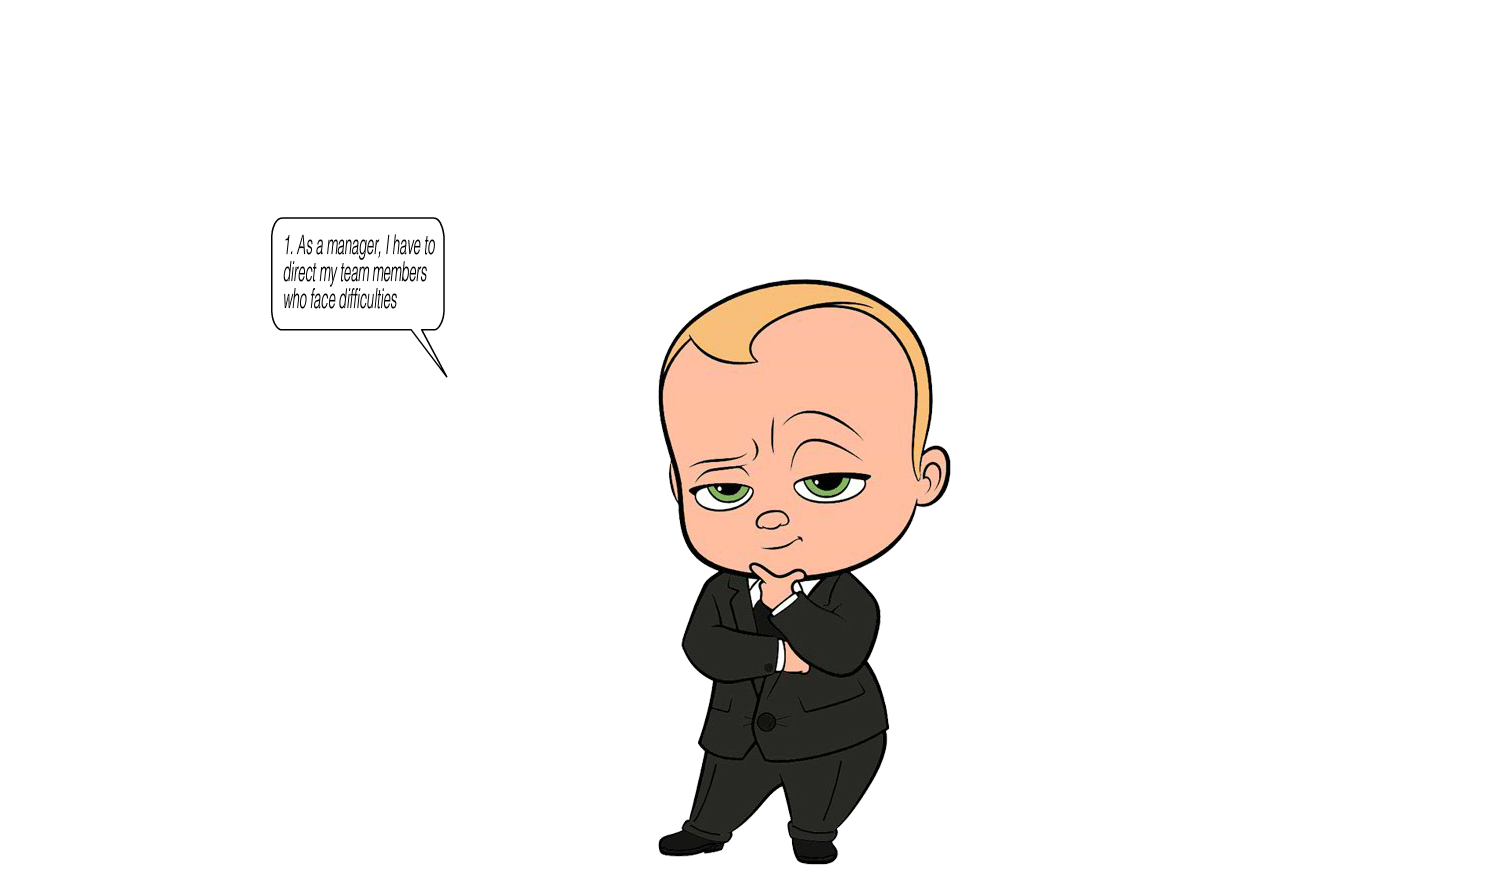 1. As a manager, I have to
direct my team members
who face difficulties